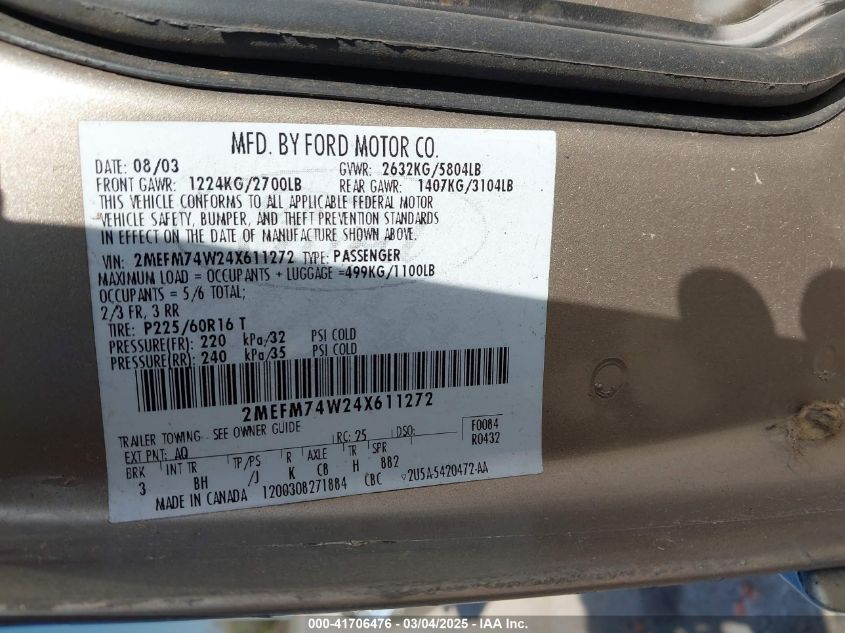 MFD. BY FORD MOTOR CO.
DATE: 08/03 GVWR: 2632KG/5804LB
FRONT GAWR: 1224KG/2700LB REAR GAWR: 1407KG/3104LB
THIS VEHICLE CONFORMS TO ALL APPLICABLE FEDERAL MOTOR
VEHICLE SAFETY, BUMPER, AND THEFT PREVENTION STANDARDS
IN EFFECT ON THE DATE OF MANUFACTURE SHOWN ABOVE.
VIN: 2MEFM74W24X611272 TYPE: PASSENGER
MAXIMUM LOAD = OCCUPANTS + LUGGAGE =499KG/1100LB
OCCUPANTS = 5/6 TOTAL;
2/3 FR, 3 RR
TIRE: P225/60R16 T
PRESSURE(FR): 220 kPa/32 PSI COLD
PRESSURE(RR): 240 kPa/35 PSI COLD
2MEFM74W24X611272
TRAILER TOWING - SEE OWNER GUIDE
EXT PNT: AQ RC: 25 DSO: F0084
R0432
BRK INT TR TP/PS R AXLE TR SPR
3 BH /J K C8 H 882
MADE IN CANADA 1200308271884 CBC 2U5A-5420472-AA
000-41706476 - 03/04/2025 - IAA Inc.